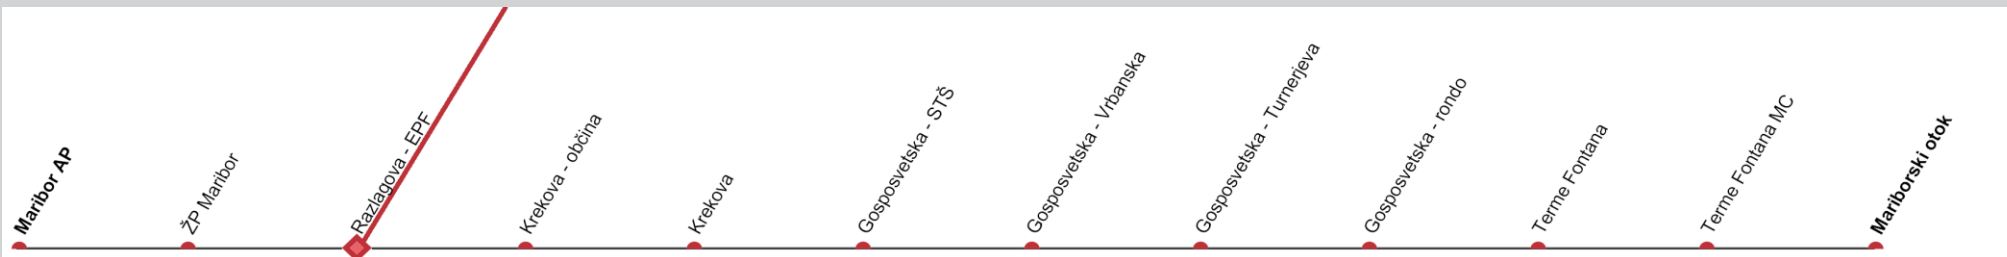 Maribor AP
ŽP Maribor
Razlagova - EPF
Krekova - občina
Krekova
Gosposvetska - STŠ
Gosposvetska - Vrbanska
Gosposvetska - Turnerjeva
Gosposvetska - rondo
Terme Fontana
Terme Fontana MC
Mariborski otok